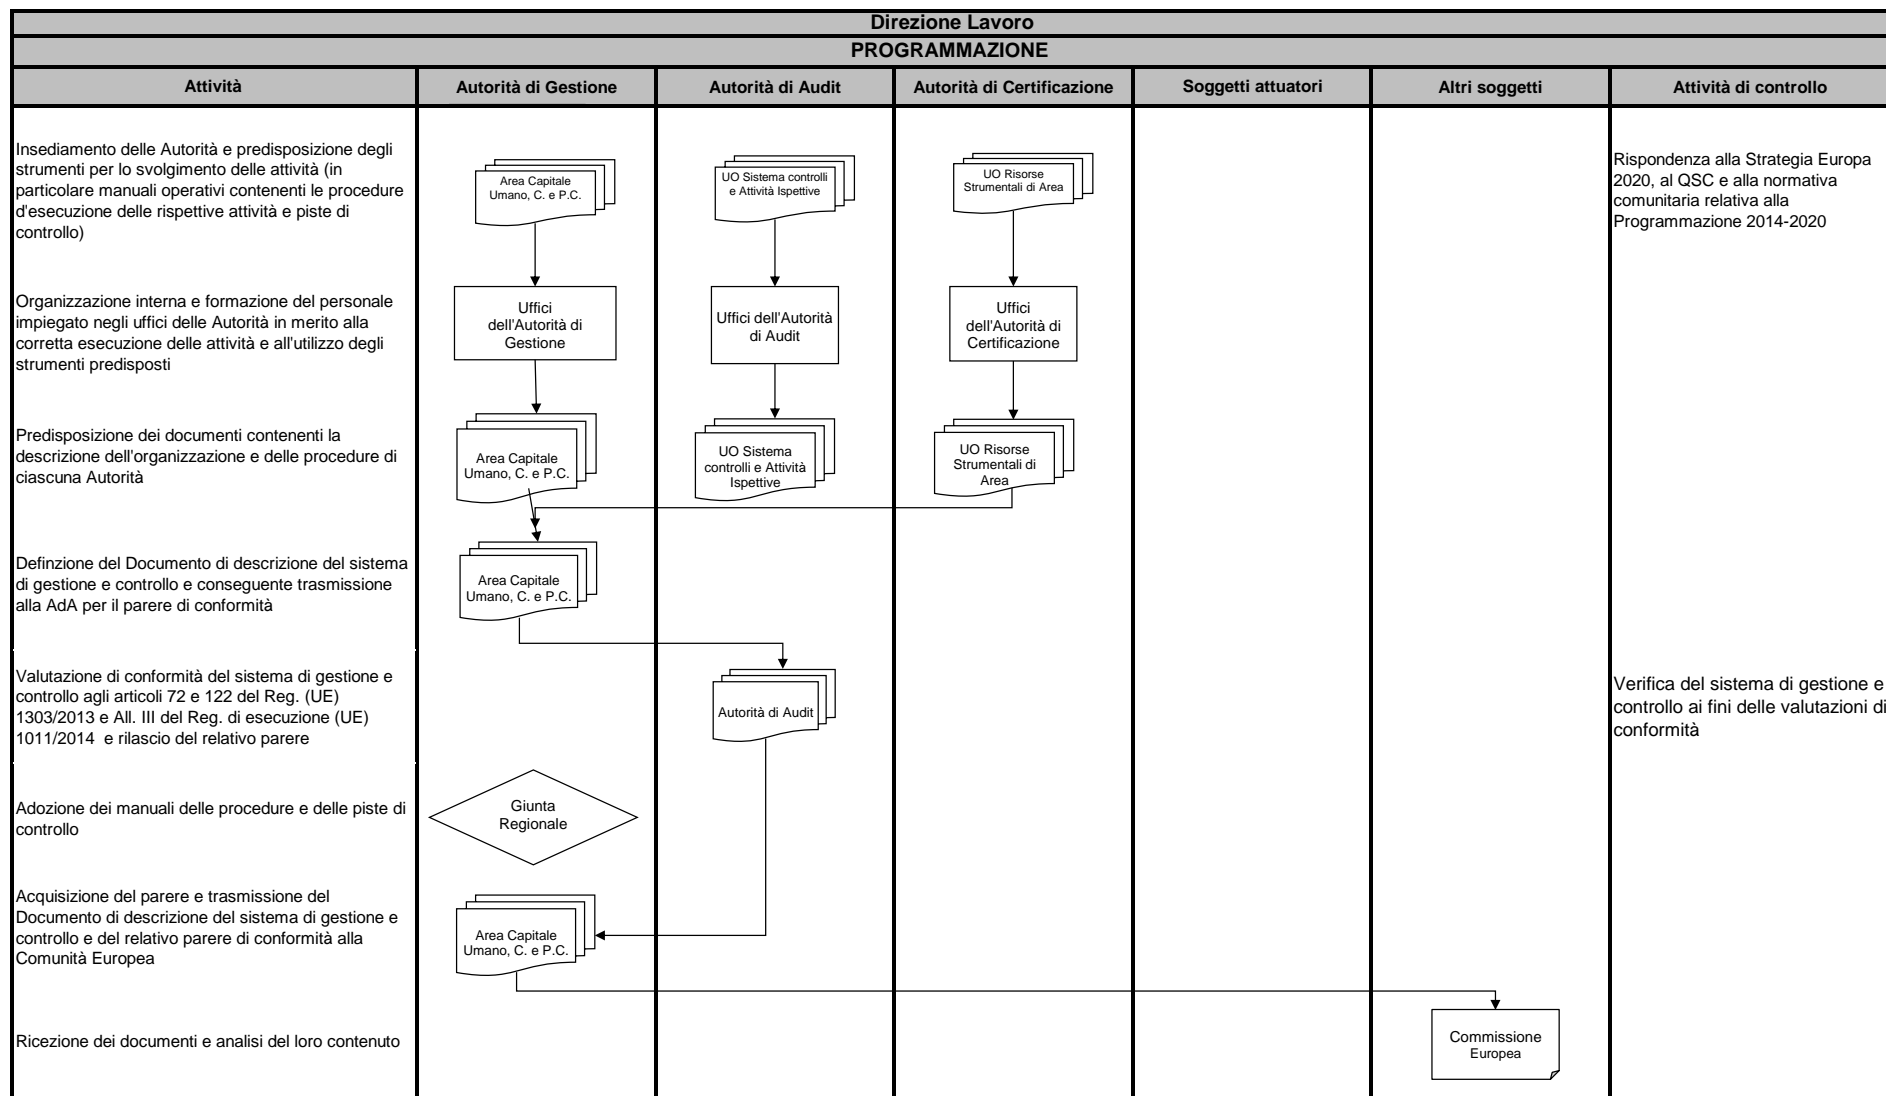 Direzione Lavoro
PROGRAMMAZIONE
Attività
Autorità di Gestione
Autorità di Audit
Autorità di Certificazione
Soggetti attuatori
Altri soggetti
Attività di controllo
Insediamento delle Autorità e predisposizione degli
strumenti per lo svolgimento delle attività (in
particolare manuali operativi contenenti le procedure
d'esecuzione delle rispettive attività e piste di
controllo)
Area Capitale
Umano, C. e P.C.
UO Sistema controlli
e Attività Ispettive
UO Risorse
Strumentali di Area
Rispondenza alla Strategia Europa
2020, al QSC e alla normativa
comunitaria relativa alla
Programmazione 2014-2020
Organizzazione interna e formazione del personale
impiegato negli uffici delle Autorità in merito alla
corretta esecuzione delle attività e all'utilizzo degli
strumenti predisposti
Uffici
dell'Autorità di
Gestione
Uffici dell'Autorità
di Audit
Uffici
dell'Autorità di
Certificazione
Predisposizione dei documenti contenenti la
descrizione dell'organizzazione e delle procedure di
ciascuna Autorità
Area Capitale
Umano, C. e P.C.
UO Sistema
controlli e Attività
Ispettive
UO Risorse
Strumentali di
Area
Definzione del Documento di descrizione del sistema
di gestione e controllo e conseguente trasmissione
alla AdA per il parere di conformità
Area Capitale
Umano, C. e P.C.
Valutazione di conformità del sistema di gestione e
controllo agli articoli 72 e 122 del Reg. (UE)
1303/2013 e All. III del Reg. di esecuzione (UE)
1011/2014 e rilascio del relativo parere
Autorità di Audit
Verifica del sistema di gestione e
controllo ai fini delle valutazioni di
conformità
Adozione dei manuali delle procedure e delle piste di
controllo
Giunta
Regionale
Acquisizione del parere e trasmissione del
Documento di descrizione del sistema di gestione e
controllo e del relativo parere di conformità alla
Comunità Europea
Area Capitale
Umano, C. e P.C.
Ricezione dei documenti e analisi del loro contenuto
Commissione
Europea